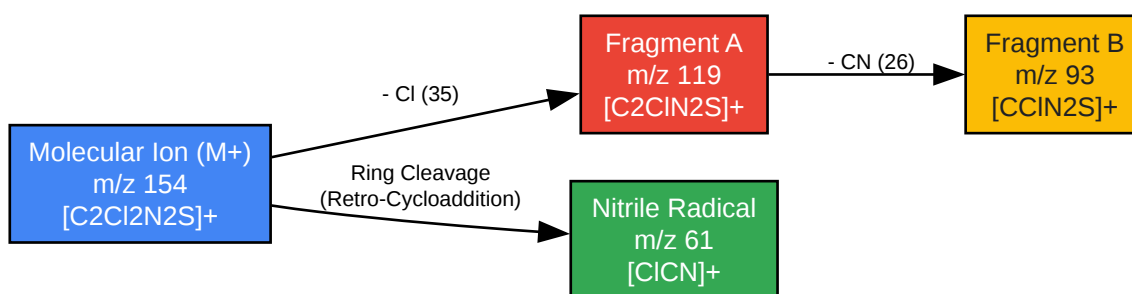 Molecular Ion (M+)
m/z 154
[C2Cl2N2S]+
- Cl (35)
Ring Cleavage
(Retro-Cycloaddition)
Fragment A
m/z 119
[C2ClN2S]+
- CN (26)
Fragment B
m/z 93
[CClN2S]+
Nitrile Radical
m/z 61
[ClCN]+